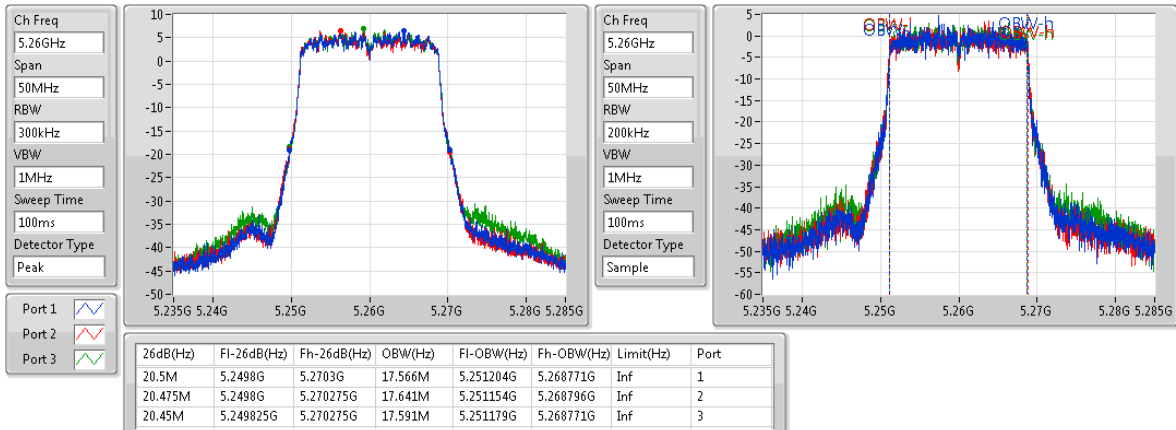 Ch Freq
5.26GHz
Span
50MHz
RBW
300kHz
VBW
1MHz
Sweep Time
100ms
Detector Type
Peak
10
5
0
-5
-10
-15
-20
-25
-30
-35
-40
-45
-50
5.235G 5.24G 5.25G 5.26G 5.27G 5.28G 5.285G
Ch Freq
5.26GHz
Span
50MHz
RBW
200kHz
VBW
1MHz
Sweep Time
100ms
Detector Type
Sample
5
0
-5
-10
-15
-20
-25
-30
-35
-40
-45
-50
-55
-60
OBW-h
OBW-h
5.235G 5.24G 5.25G 5.26G 5.27G 5.28G 5.285G
Port 1
Port 2
Port 3
26dB(Hz) Fl-26dB(Hz) Fh-26dB(Hz) OBW(Hz) Fl-OBW(Hz) Fh-OBW(Hz) Limit(Hz) Port
20.5M 5.2498G 5.2703G 17.566M 5.251204G 5.268771G Inf 1
20.475M 5.2498G 5.270275G 17.641M 5.251154G 5.268796G Inf 2
20.45M 5.249825G 5.270275G 17.591M 5.251179G 5.268771G Inf 3